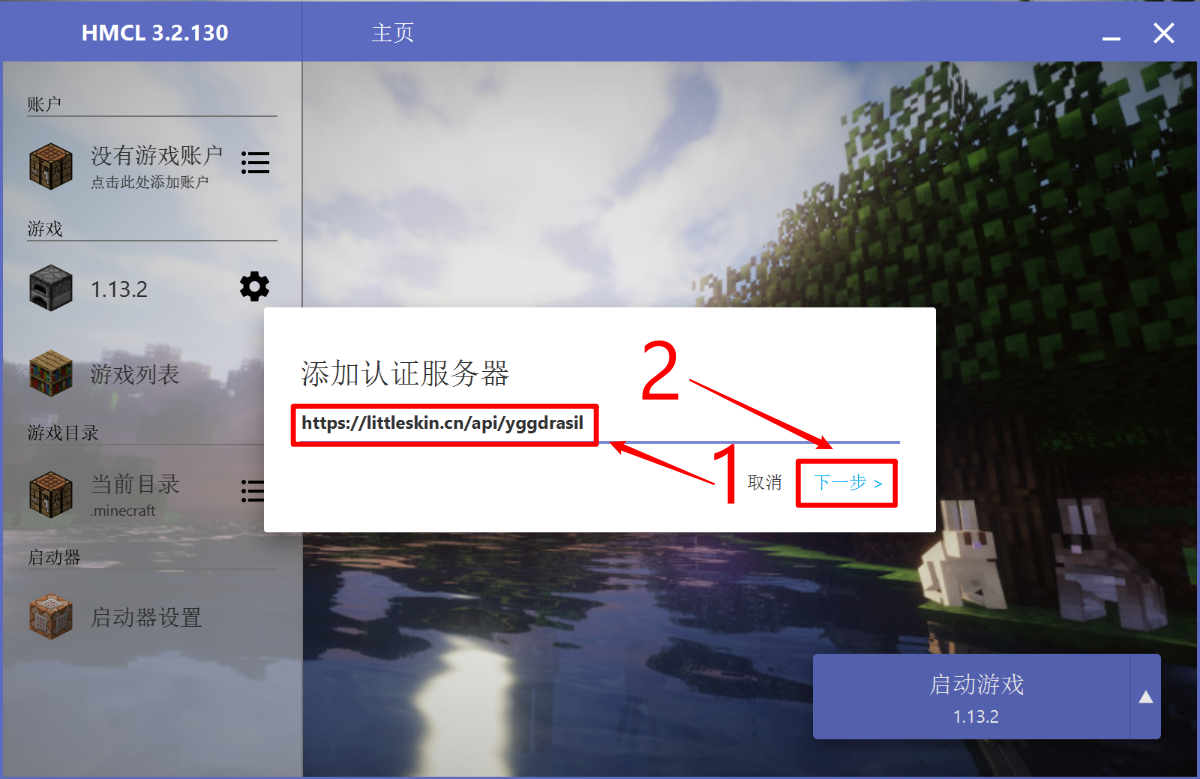 HMCL 3.2.130
主页
账户
没有游戏账户
点击此处添加账户
游戏
1.13.2
游戏列表
游戏目录
当前目录
.minecraft
启动器
启动器设置
添加认证服务器
https://littleskin.cn/api/yggdrasil
2
1
取消
下一步 >
启动游戏
1.13.2